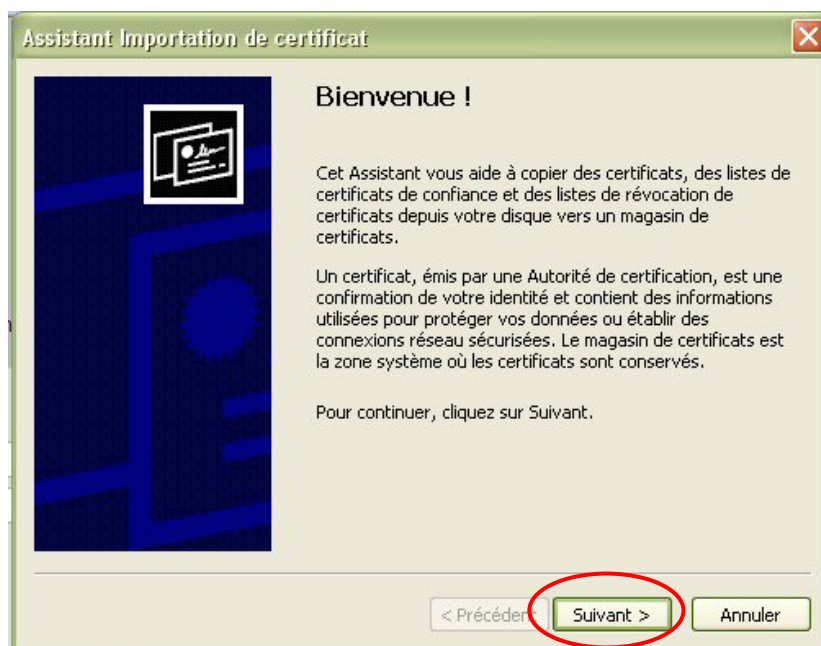 Assistant Importation de certificat
Bienvenue !
Cet Assistant vous aide à copier des certificats, des listes de
certificats de confiance et des listes de révocation de
certificats depuis votre disque vers un magasin de
certificats.
Un certificat, émis par une Autorité de certification, est une
confirmation de votre identité et contient des informations
utilisées pour protéger vos données ou établir des
connexions réseau sécurisées. Le magasin de certificats est
la zone système où les certificats sont conservés.
Pour continuer, cliquez sur Suivant.
< Précédent Suivant > Annuler